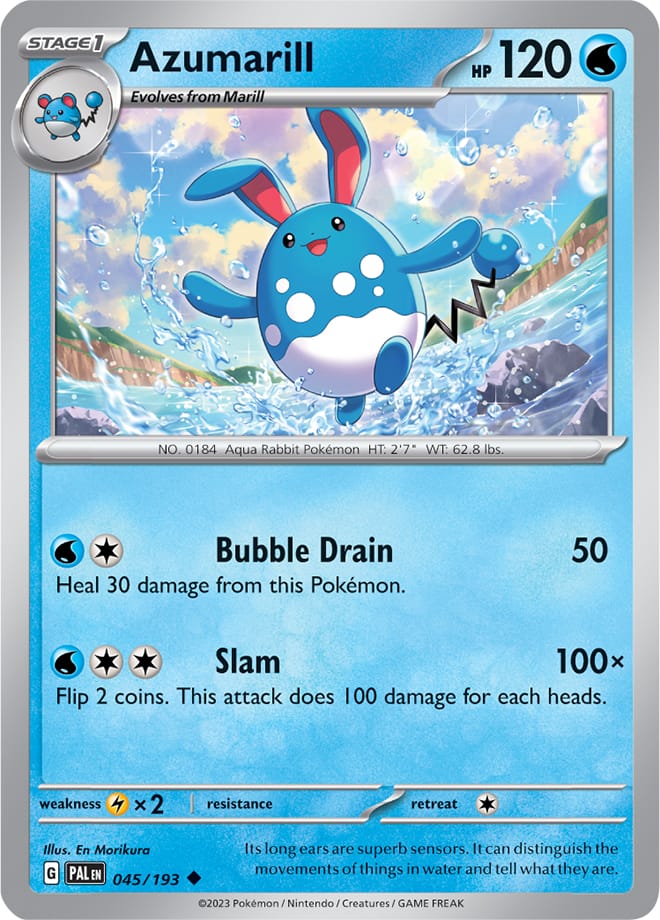 STAGE1
Azumarill
HP 120
Evolves from Marill
NO. 0184 Aqua Rabbit Pokémon HT: 2'7" WT: 62.8 lbs.
Bubble Drain 50
Heal 30 damage from this Pokémon.
Slam 100×
Flip 2 coins. This attack does 100 damage for each heads.
weakness ×2 resistance retreat
Illus. En Morikura
G PAL EN 045/193
Its long ears are superb sensors. It can distinguish the
movements of things in water and tell what they are.
©2023 Pokémon / Nintendo / Creatures / GAME FREAK